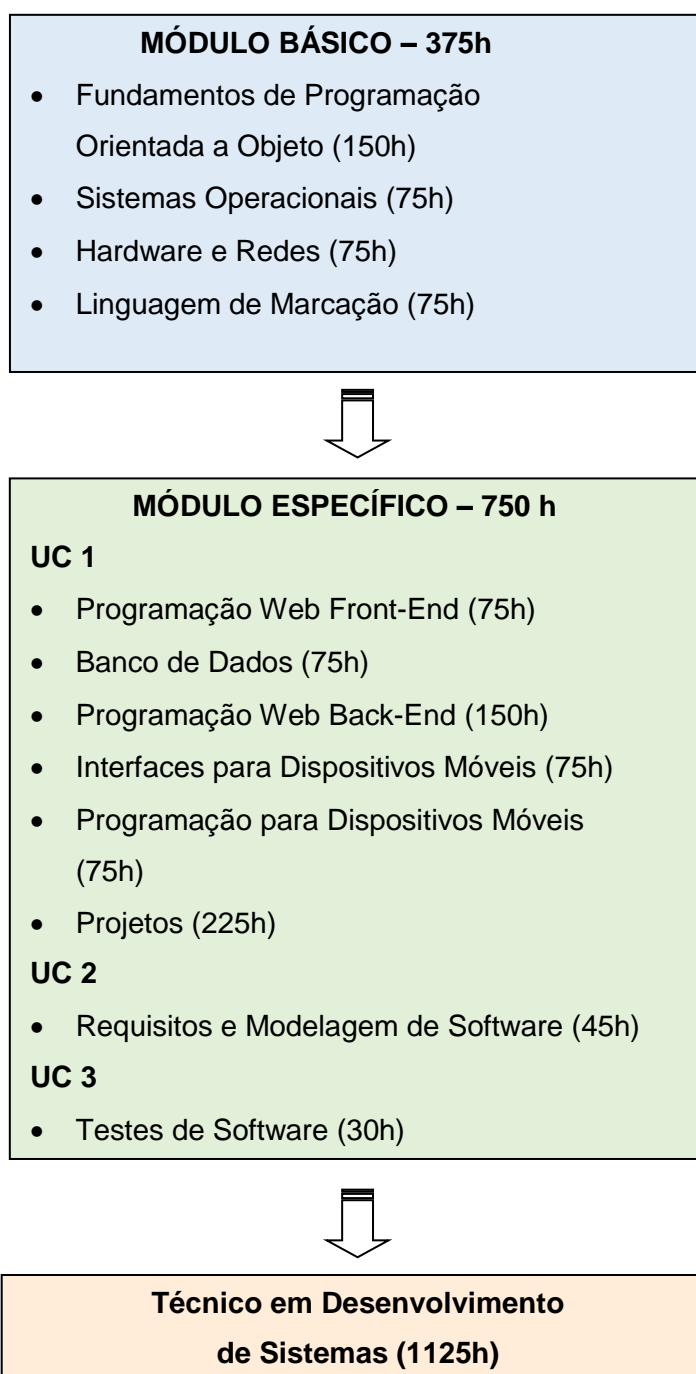 MÓDULO BÁSICO – 375h
• Fundamentos de Programação
Orientada a Objeto (150h)
• Sistemas Operacionais (75h)
• Hardware e Redes (75h)
• Linguagem de Marcação (75h)
MÓDULO ESPECÍFICO – 750 h
UC 1
• Programação Web Front-End (75h)
• Banco de Dados (75h)
• Programação Web Back-End (150h)
• Interfaces para Dispositivos Móveis (75h)
• Programação para Dispositivos Móveis
(75h)
• Projetos (225h)
UC 2
• Requisitos e Modelagem de Software (45h)
UC 3
• Testes de Software (30h)
Técnico em Desenvolvimento
de Sistemas (1125h)